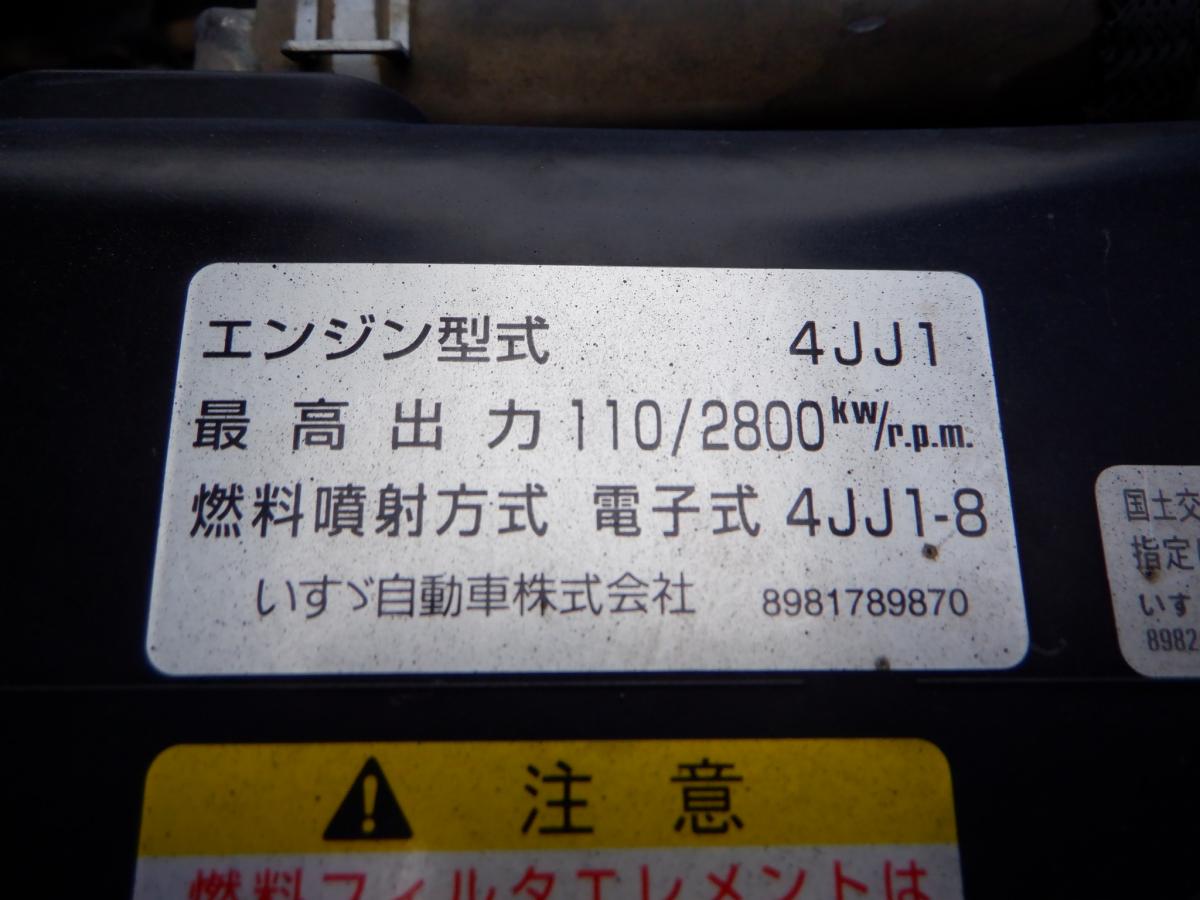 エンジン型式 4JJ1
最高出力 110/2800kw/r.p.m.
燃料噴射方式 電子式 4JJ1-8
いすゞ自動車株式会社 8981789870
国土交
指定
いすゞ
8982
注意
燃料フィルタエレメントは